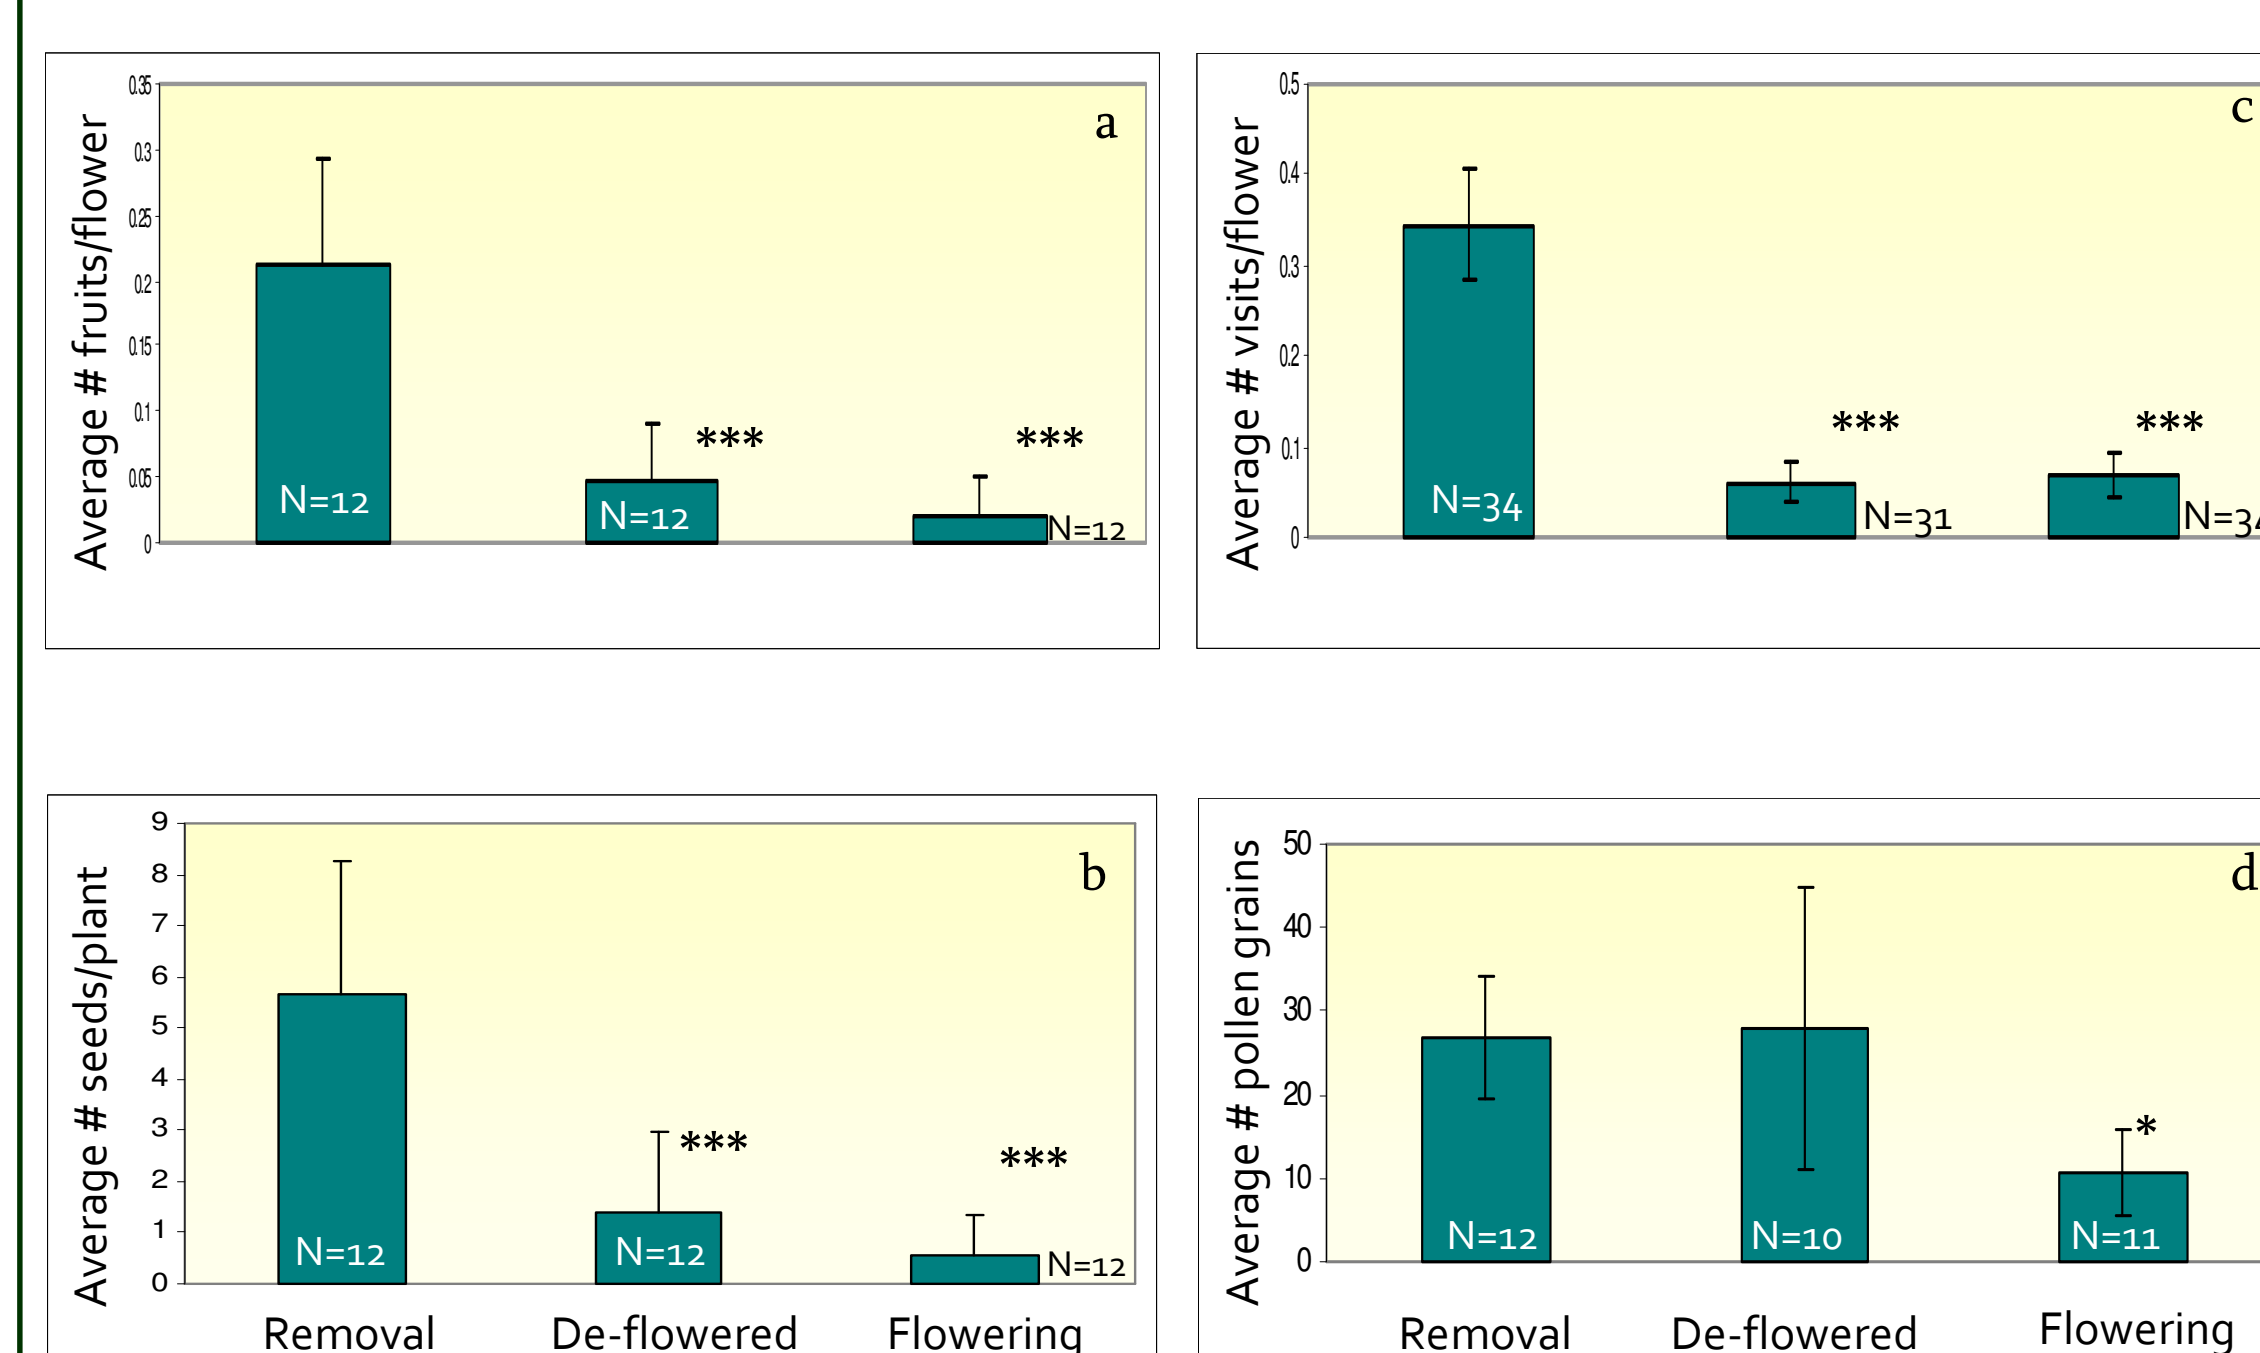 Average # fruits/flower
0.35
0.3
0.25
0.2
0.15
0.1
0.05
0
a
***
***
N=12
N=12
N=12
Average # visits/flower
0.5
0.4
0.3
0.2
0.1
0
c
***
***
N=34
N=31
N=34
Average # seeds/plant
9
8
7
6
5
4
3
2
1
0
b
***
***
N=12
N=12
N=12
Removal De-flowered Flowering
Average # pollen grains
50
40
30
20
10
0
d
*
N=12
N=10
N=11
Removal De-flowered Flowering